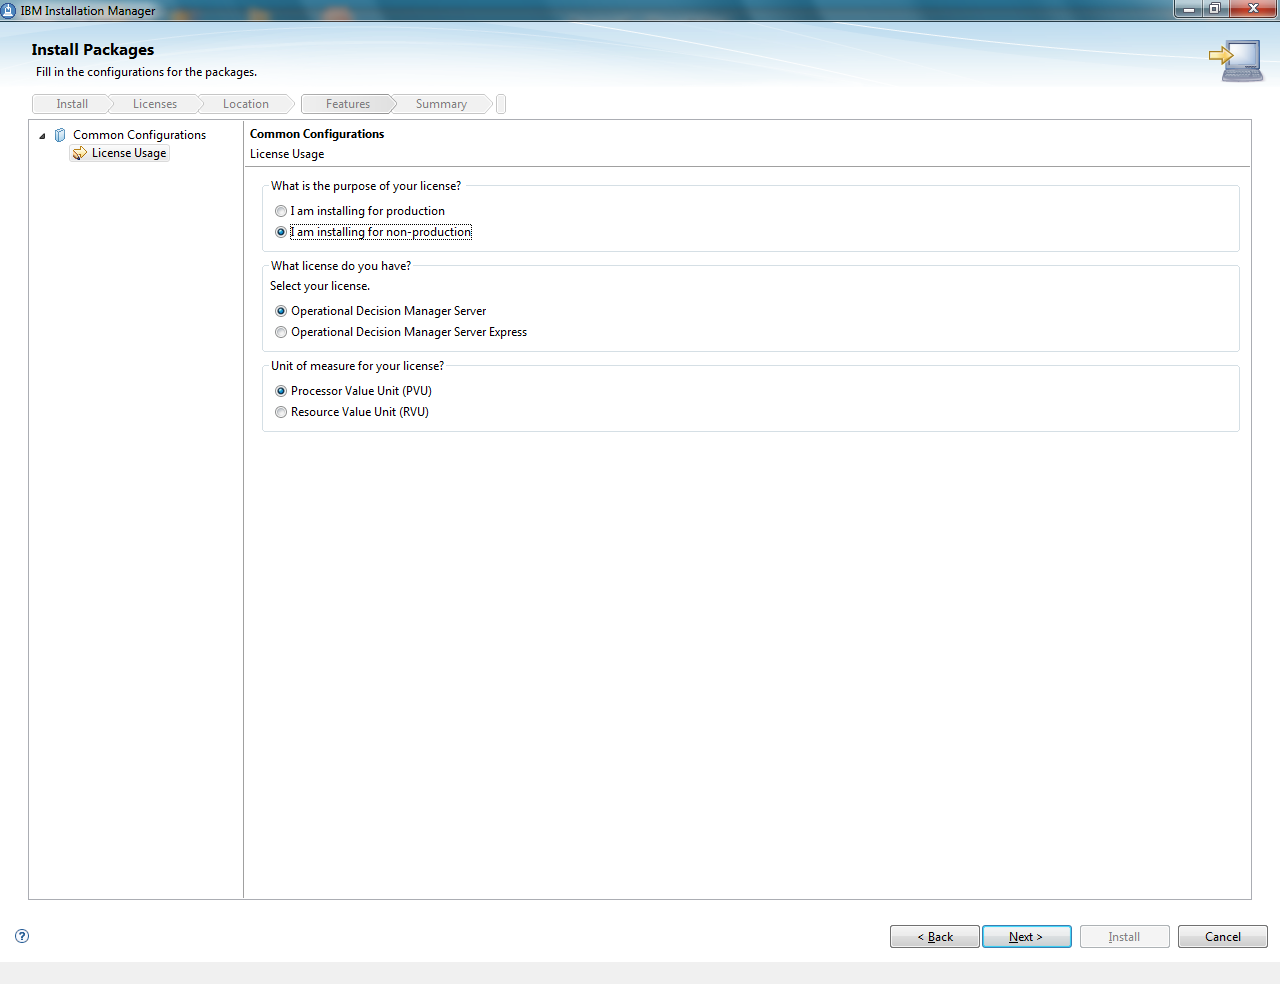 IBM Installation Manager
Install Packages
Fill in the configurations for the packages.
Install Licenses Location Features Summary
Common Configurations
License Usage
Common Configurations
License Usage
What is the purpose of your license?
I am installing for production
I am installing for non-production
What license do you have?
Select your license.
Operational Decision Manager Server
Operational Decision Manager Server Express
Unit of measure for your license?
Processor Value Unit (PVU)
Resource Value Unit (RVU)
? < Back Next > Install Cancel